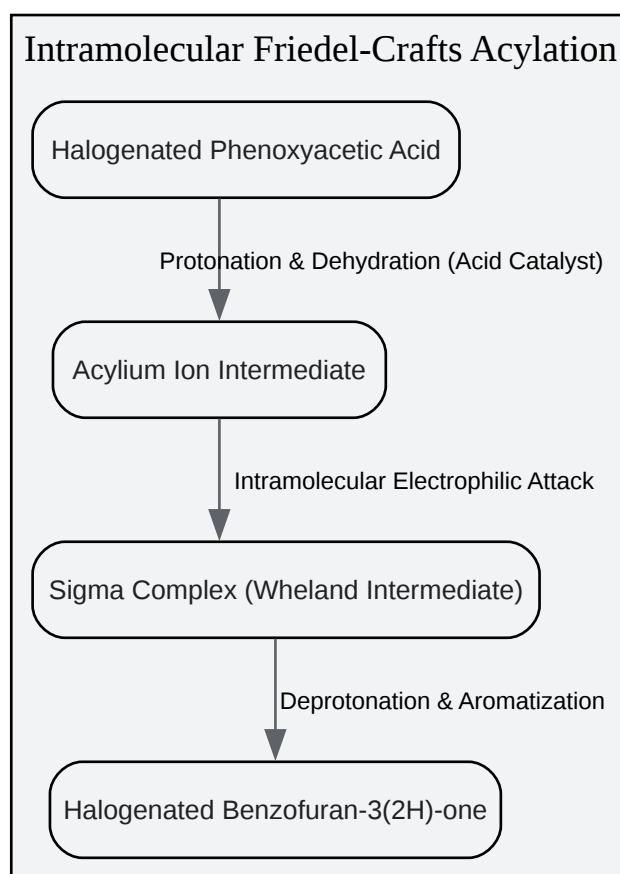 Intramolecular Friedel-Crafts Acylation
Halogenated Phenoxyacetic Acid
Protonation & Dehydration (Acid Catalyst)
Acylium Ion Intermediate
Intramolecular Electrophilic Attack
Sigma Complex (Wheland Intermediate)
Deprotonation & Aromatization
Halogenated Benzofuran-3(2H)-one